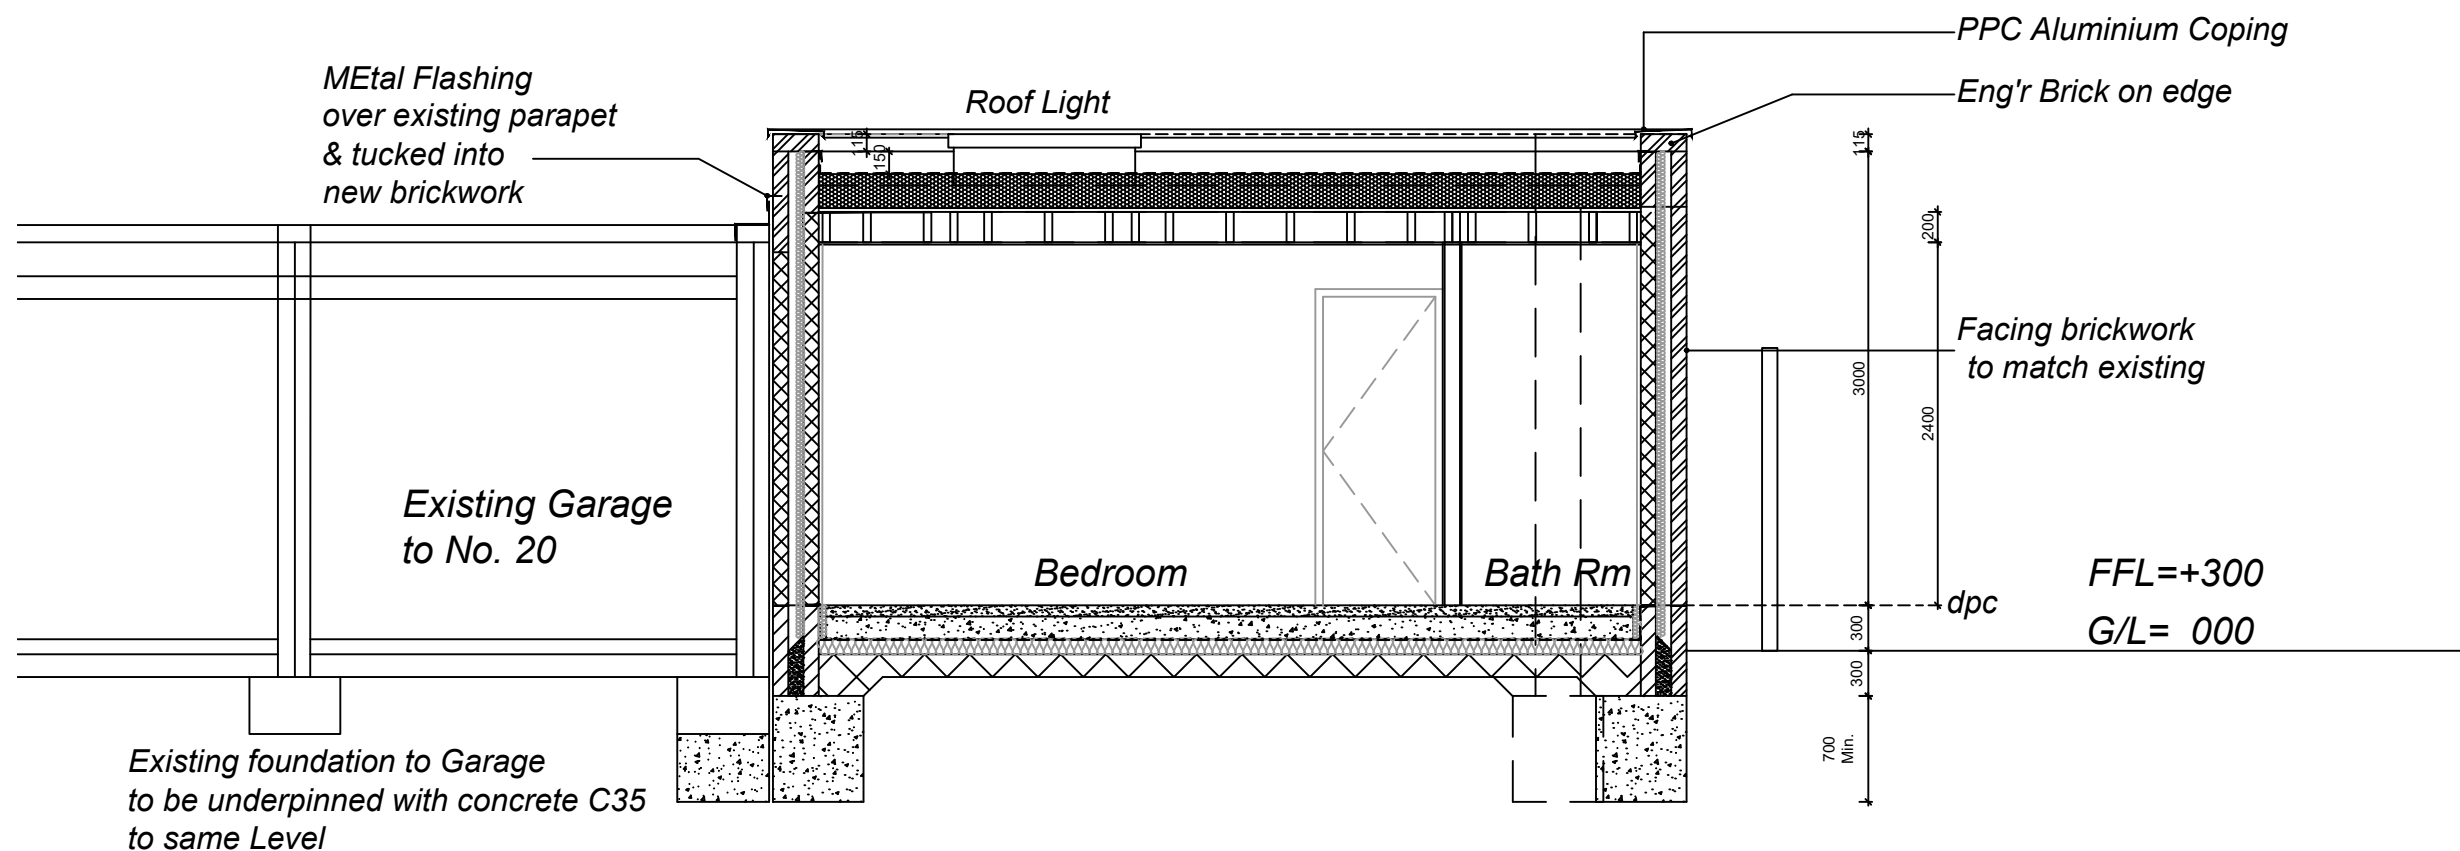 PPC Aluminium Coping
MEtal Flashing
over existing parapet
& tucked into
new brickwork
Roof Light
Eng'r Brick on edge
115
150
115
200
Facing brickwork
to match existing
3000
2400
Existing Garage
to No. 20
Bedroom
Bath Rm
FFL=+300
dpc
G/L= 000
300
300
700
Min.
Existing foundation to Garage
to be underpinned with concrete C35
to same Level